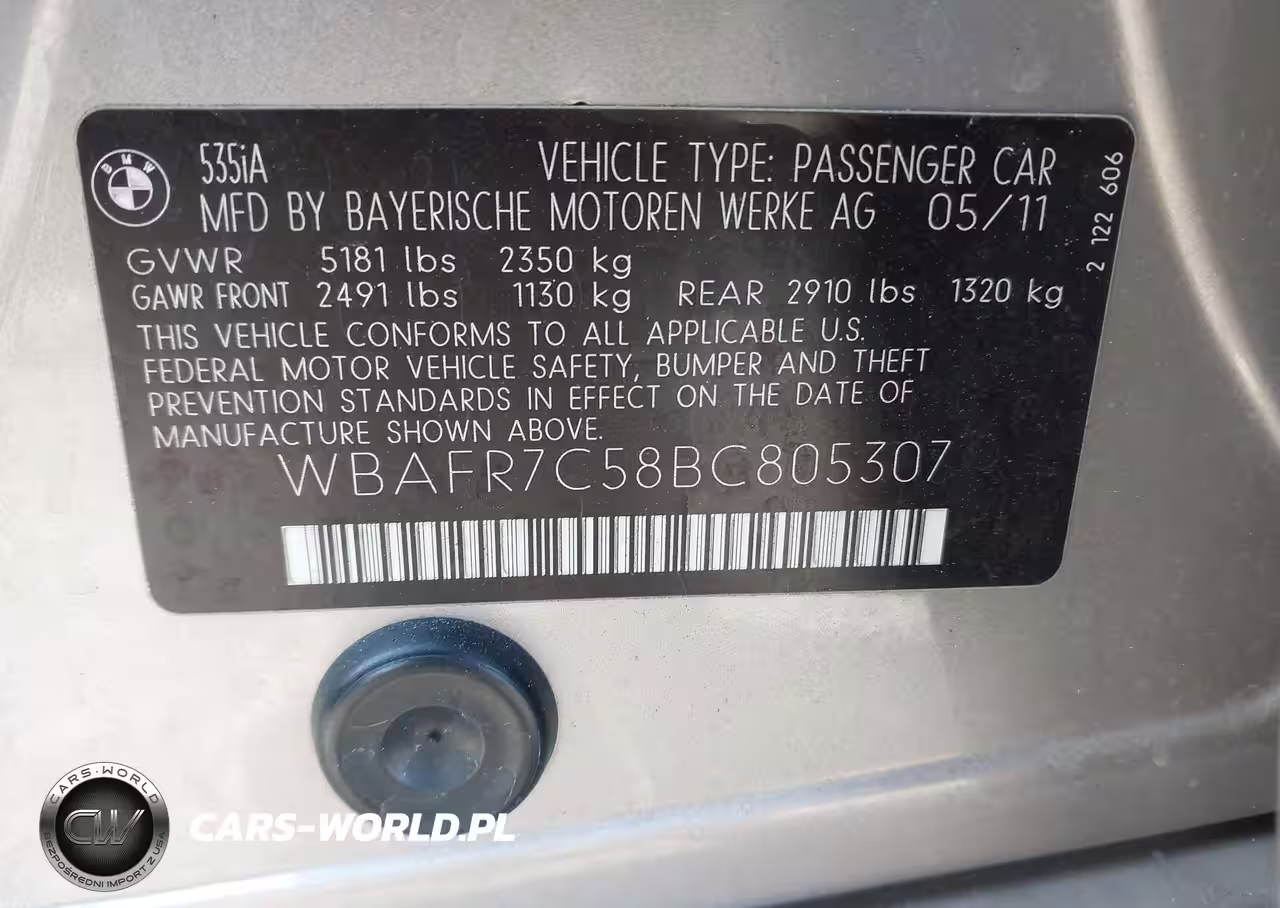 BMW
535iA VEHICLE TYPE: PASSENGER CAR
MFD BY BAYERISCHE MOTOREN WERKE AG 05/11
GVWR 5181 lbs 2350 kg
GAWR FRONT 2491 lbs 1130 kg REAR 2910 lbs 1320 kg
THIS VEHICLE CONFORMS TO ALL APPLICABLE U.S.
FEDERAL MOTOR VEHICLE SAFETY, BUMPER AND THEFT
PREVENTION STANDARDS IN EFFECT ON THE DATE OF
MANUFACTURE SHOWN ABOVE.
WBAFR7C58BC805307
2 122 606
CARS-WORLD
CW
BEZPOŚREDNI IMPORT Z USA
CARS-WORLD.PL